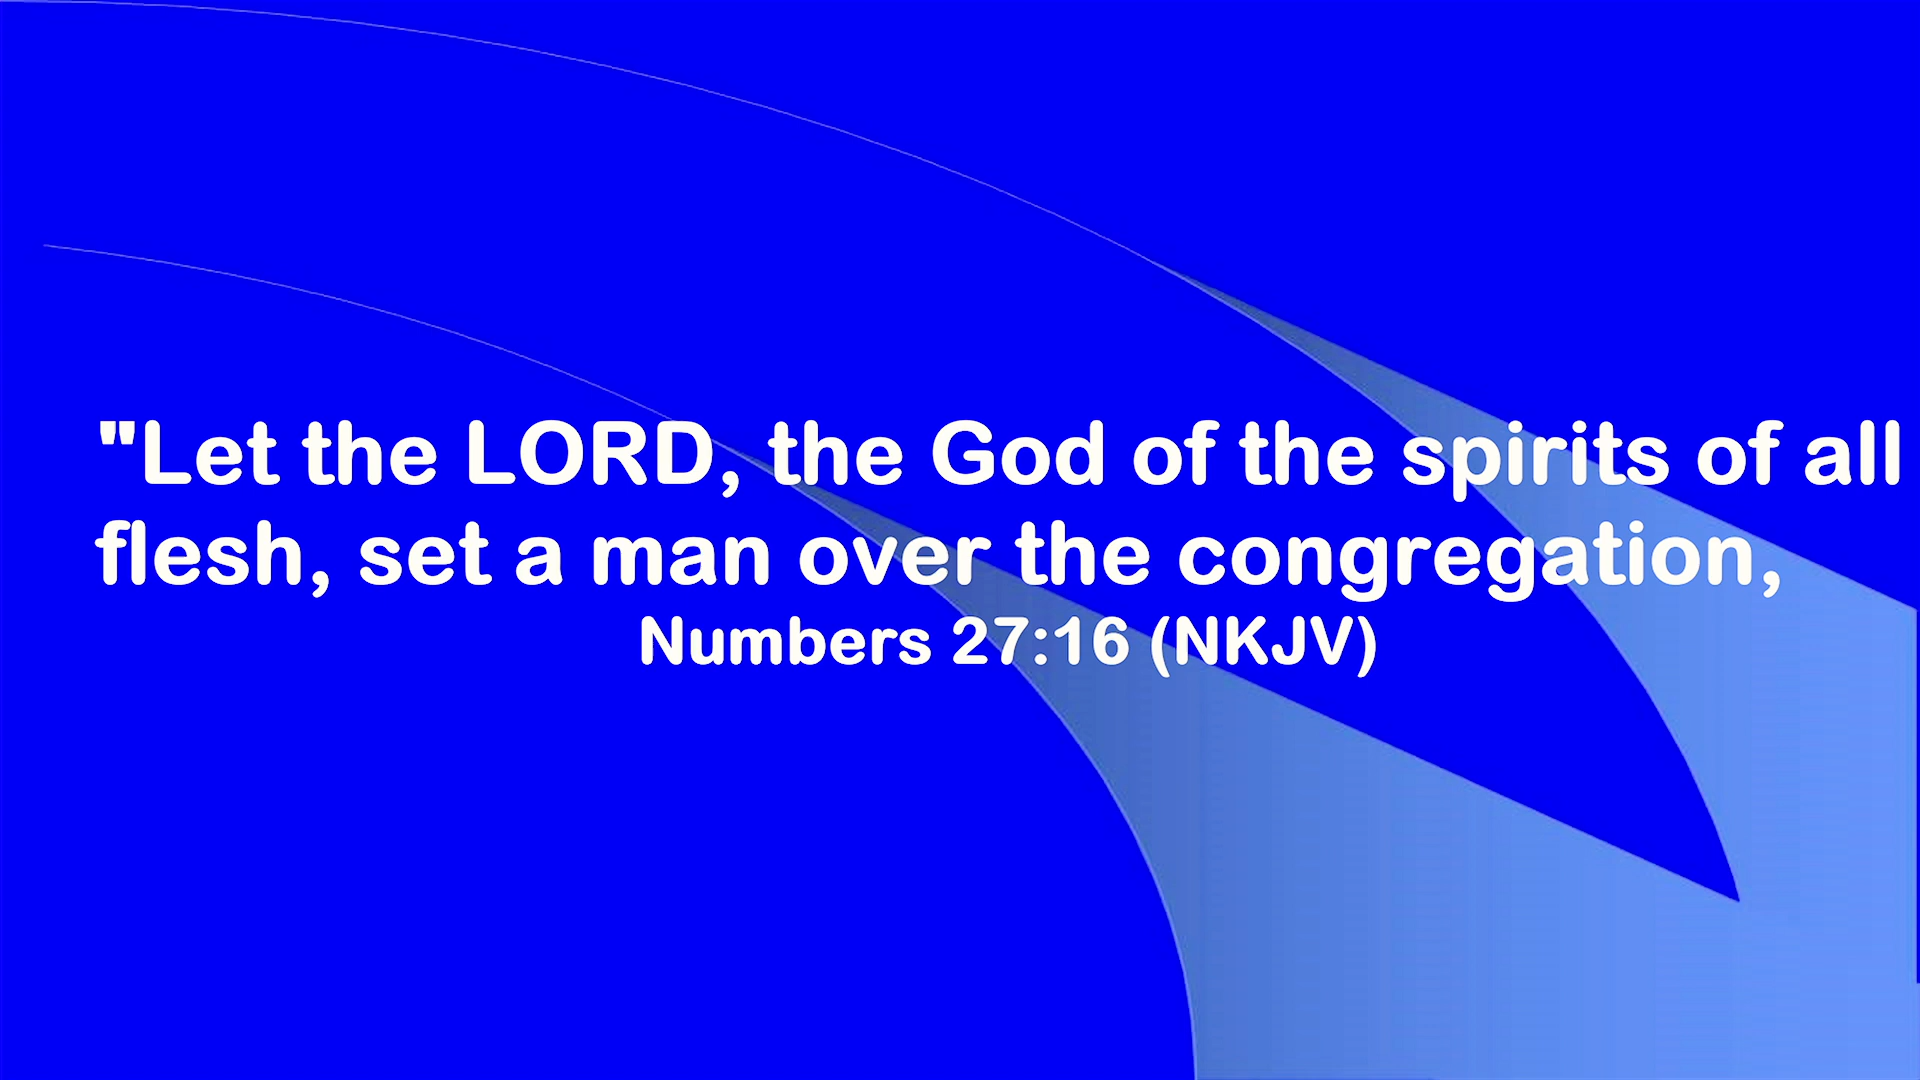 "Let the LORD, the God of the spirits of all
flesh, set a man over the congregation,
Numbers 27:16 (NKJV)